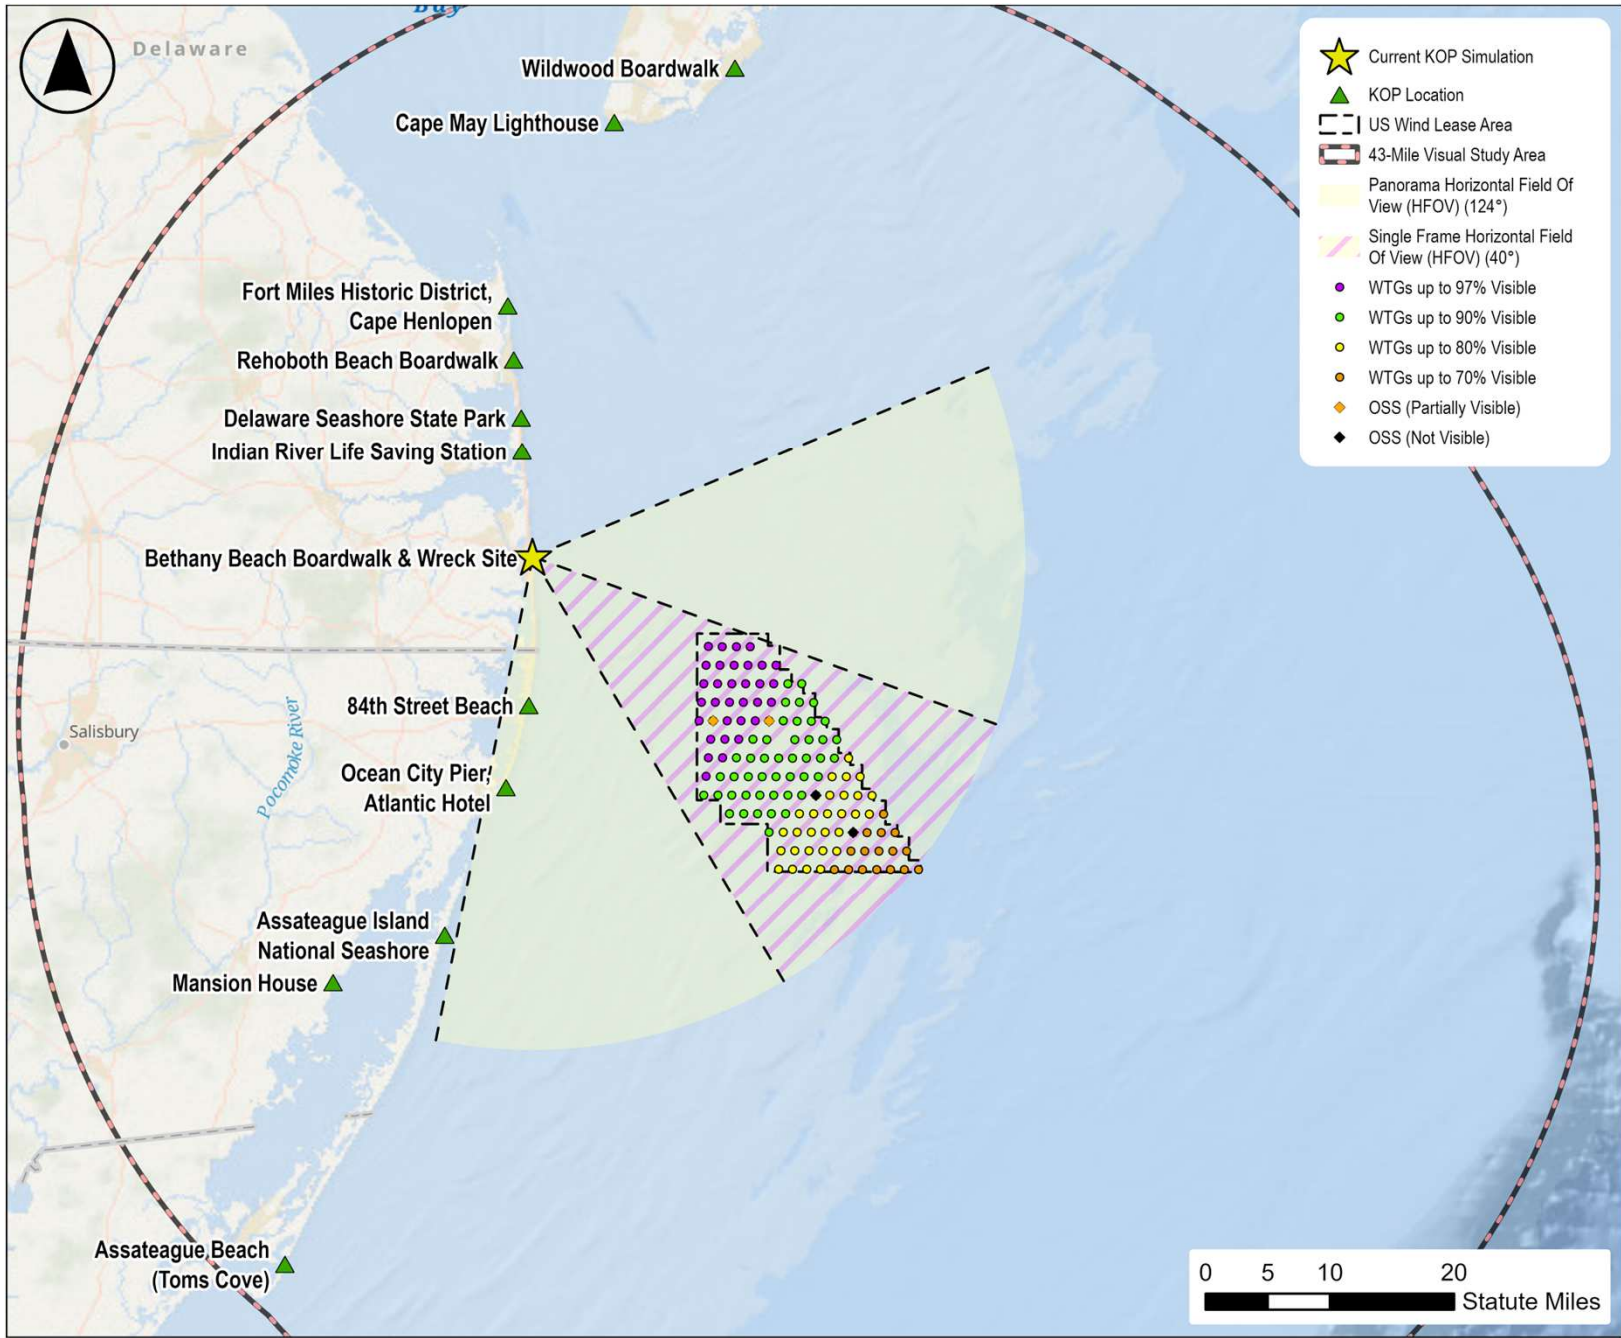 Bay
Delaware
Wildwood Boardwalk
Cape May Lighthouse
Fort Miles Historic District,
Cape Henlopen
Rehoboth Beach Boardwalk
Delaware Seashore State Park
Indian River Life Saving Station
Bethany Beach Boardwalk & Wreck Site
84th Street Beach
Salisbury
Pocomoke River
Ocean City Pier,
Atlantic Hotel
Assateague Island
National Seashore
Mansion House
Assateague Beach
(Toms Cove)
Current KOP Simulation
KOP Location
US Wind Lease Area
43-Mile Visual Study Area
Panorama Horizontal Field Of
View (HFOV) (124°)
Single Frame Horizontal Field
Of View (HFOV) (40°)
WTGs up to 97% Visible
WTGs up to 90% Visible
WTGs up to 80% Visible
WTGs up to 70% Visible
OSS (Partially Visible)
OSS (Not Visible)
0 5 10 20
Statute Miles